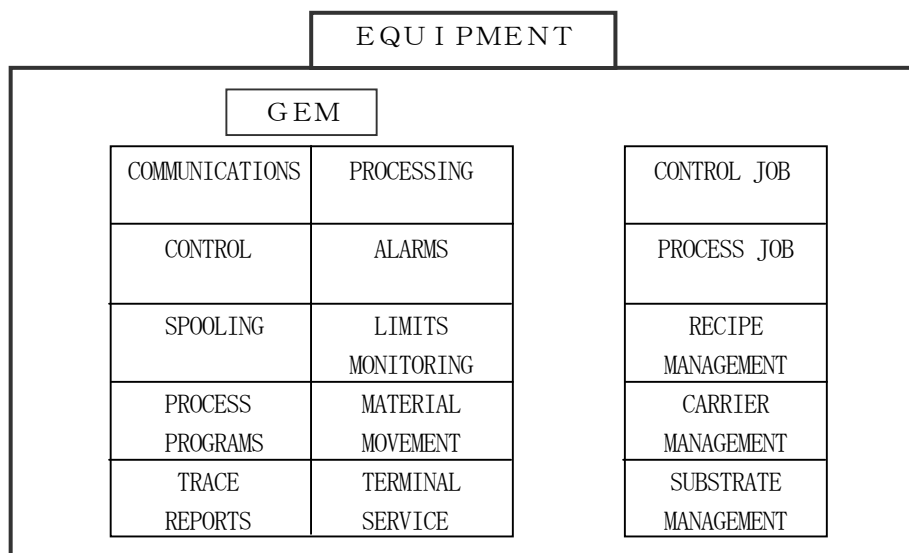 EQUIPMENT
GEM
COMMUNICATIONS
PROCESSING
CONTROL JOB
CONTROL
ALARMS
PROCESS JOB
SPOOLING
LIMITS
MONITORING
RECIPE
MANAGEMENT
PROCESS
PROGRAMS
MATERIAL
MOVEMENT
CARRIER
MANAGEMENT
TRACE
REPORTS
TERMINAL
SERVICE
SUBSTRATE
MANAGEMENT